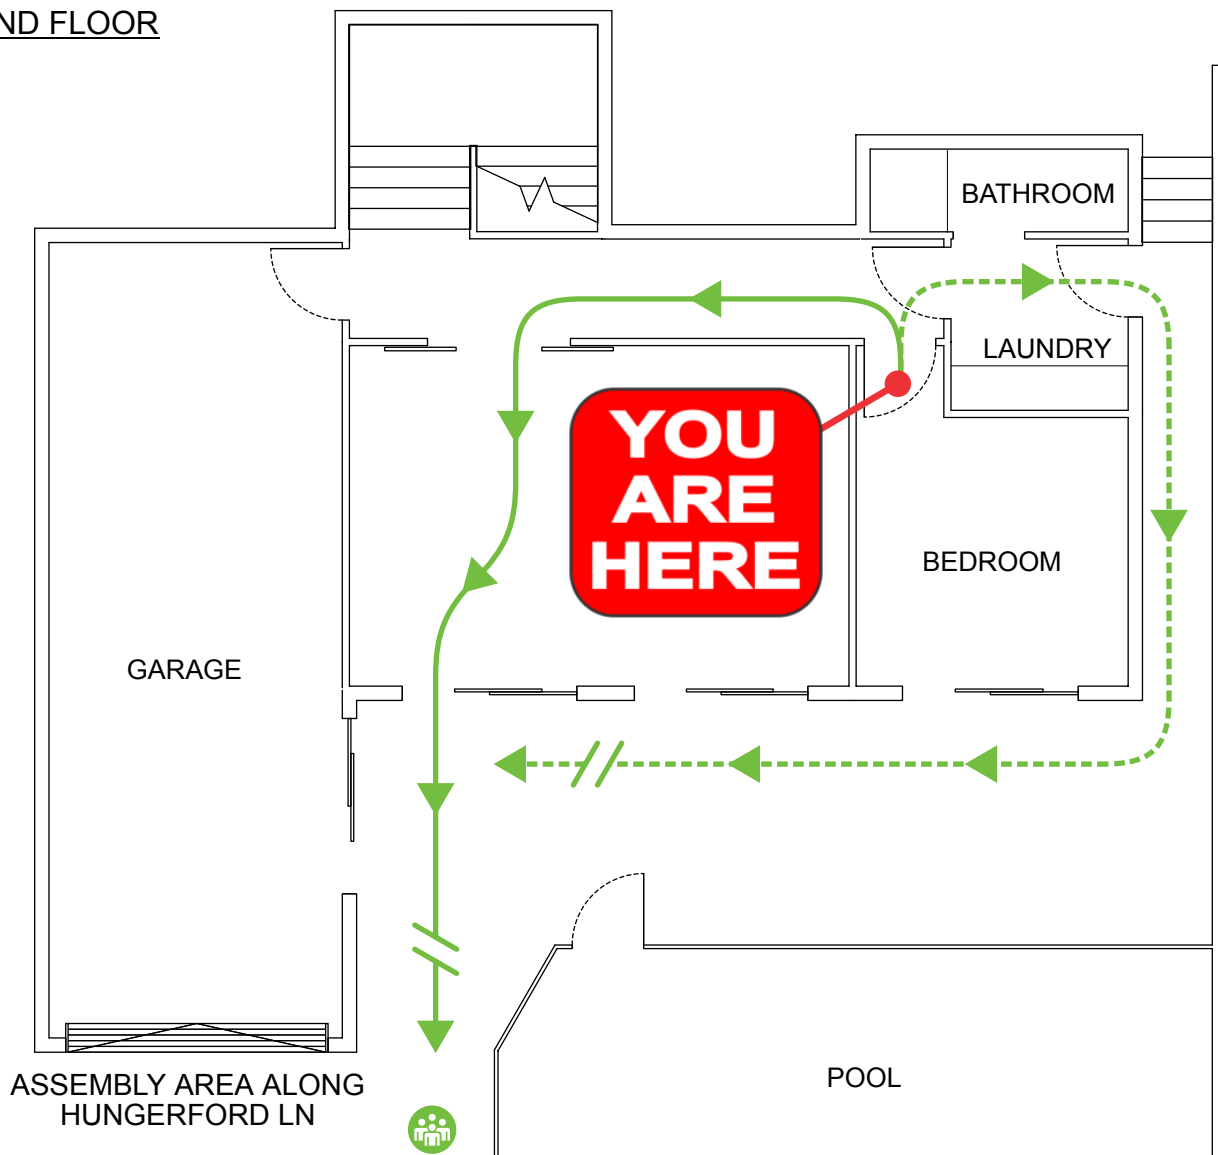 ND FLOOR
BATHROOM
LAUNDRY
YOU
ARE
HERE
BEDROOM
GARAGE
POOL
ASSEMBLY AREA ALONG
HUNGERFORD LN